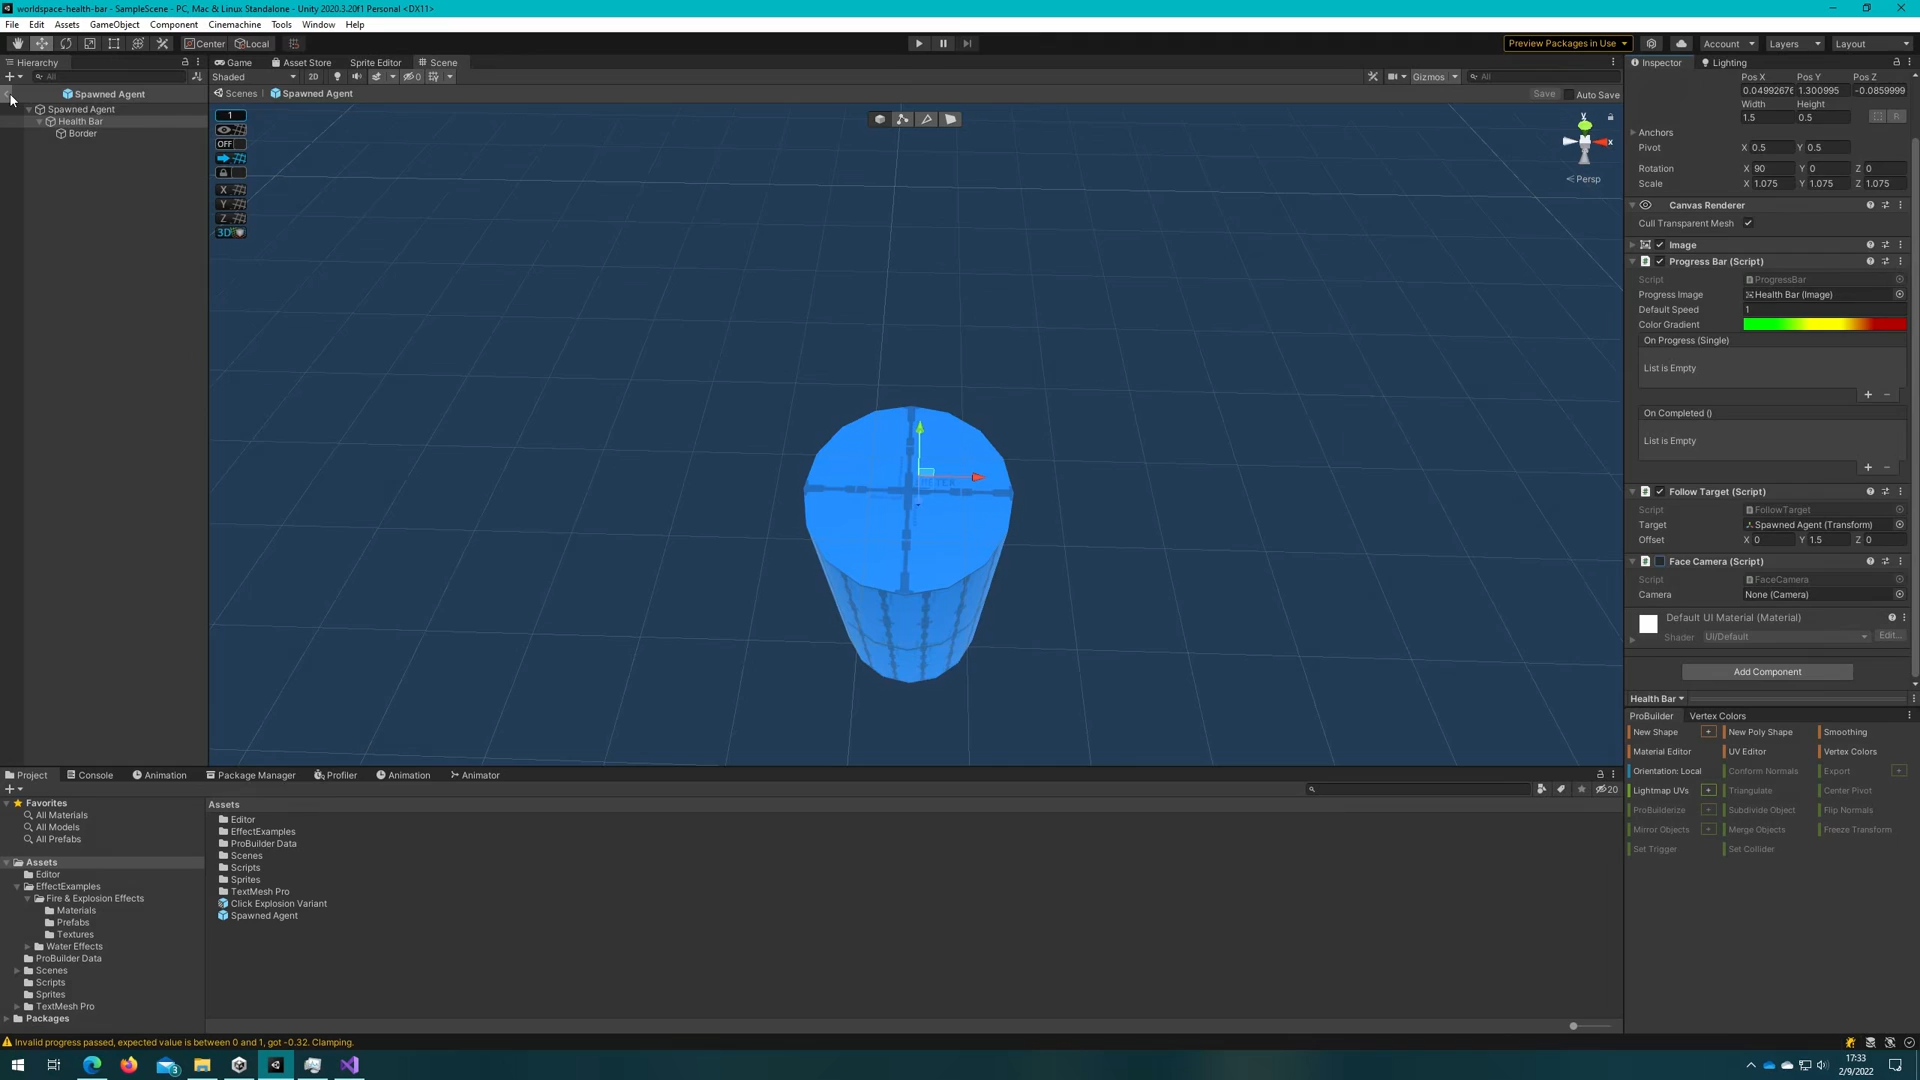 worldspace-health-bar - SampleScene - PC, Mac & Linux Standalone - Unity 2020.3.20f1 Personal <DX11>
File Edit Assets GameObject Component Cinemachine Tools Window Help
Center Local Preview Packages in Use Account Layers Layout
Hierarchy Game Asset Store Sprite Editor Scene Inspector Lighting
All Shaded 2D 0 Gizmos All
Spawned Agent Scenes Spawned Agent Save Auto Save
Spawned Agent
Health Bar
Border
1
OFF
X
Y
Z
3D
y
x
Persp
Pos X Pos Y Pos Z
0.04992676 1.300995 -0.0859999
Width Height
1.5 0.5 R
Anchors
Pivot X 0.5 Y 0.5
Rotation X 90 Y 0 Z 0
Scale X 1.075 Y 1.075 Z 1.075
Canvas Renderer
Cull Transparent Mesh
Image
Progress Bar (Script)
Script ProgressBar
Progress Image Health Bar (Image)
Default Speed 1
Color Gradient
On Progress (Single)
List is Empty
On Completed ()
List is Empty
Follow Target (Script)
Script FollowTarget
Target Spawned Agent (Transform)
Offset X 0 Y 1.5 Z 0
Face Camera (Script)
Script FaceCamera
Camera None (Camera)
Default UI Material (Material)
Shader UI/Default Edit...
Add Component
Health Bar
ProBuilder Vertex Colors
New Shape New Poly Shape Smoothing
Material Editor UV Editor Vertex Colors
Orientation: Local Conform Normals Export
Lightmap UVs Triangulate Center Pivot
ProBuilderize Subdivide Object Flip Normals
Mirror Objects Merge Objects Freeze Transform
Set Trigger Set Collider
Project Console Animation Package Manager Profiler Animation Animator
20
Favorites
All Materials
All Models
All Prefabs
Assets
Editor
EffectExamples
Fire & Explosion Effects
Materials
Prefabs
Textures
Water Effects
ProBuilder Data
Scenes
Scripts
Sprites
TextMesh Pro
Packages
Assets
Editor
EffectExamples
ProBuilder Data
Scenes
Scripts
Sprites
TextMesh Pro
Click Explosion Variant
Spawned Agent
Invalid progress passed, expected value is between 0 and 1, got -0.32. Clamping.
3
17:33
2/9/2022